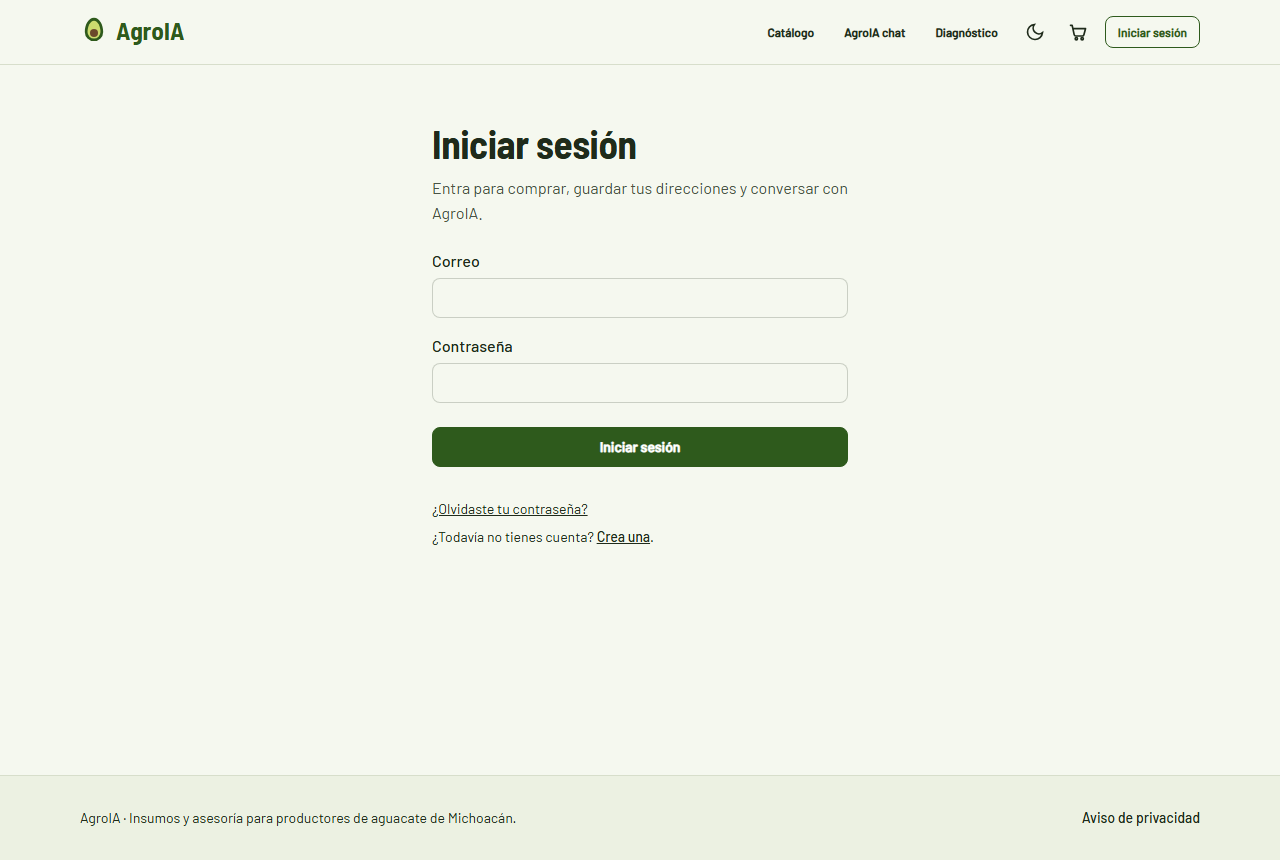 AgroIA
Catálogo
AgroIA chat
Diagnóstico
Iniciar sesión
Iniciar sesión
Entra para comprar, guardar tus direcciones y conversar con
AgroIA.
Correo
Contraseña
Iniciar sesión
¿Olvidaste tu contraseña?
¿Todavía no tienes cuenta? Crea una.
AgroIA · Insumos y asesoría para productores de aguacate de Michoacán.
Aviso de privacidad